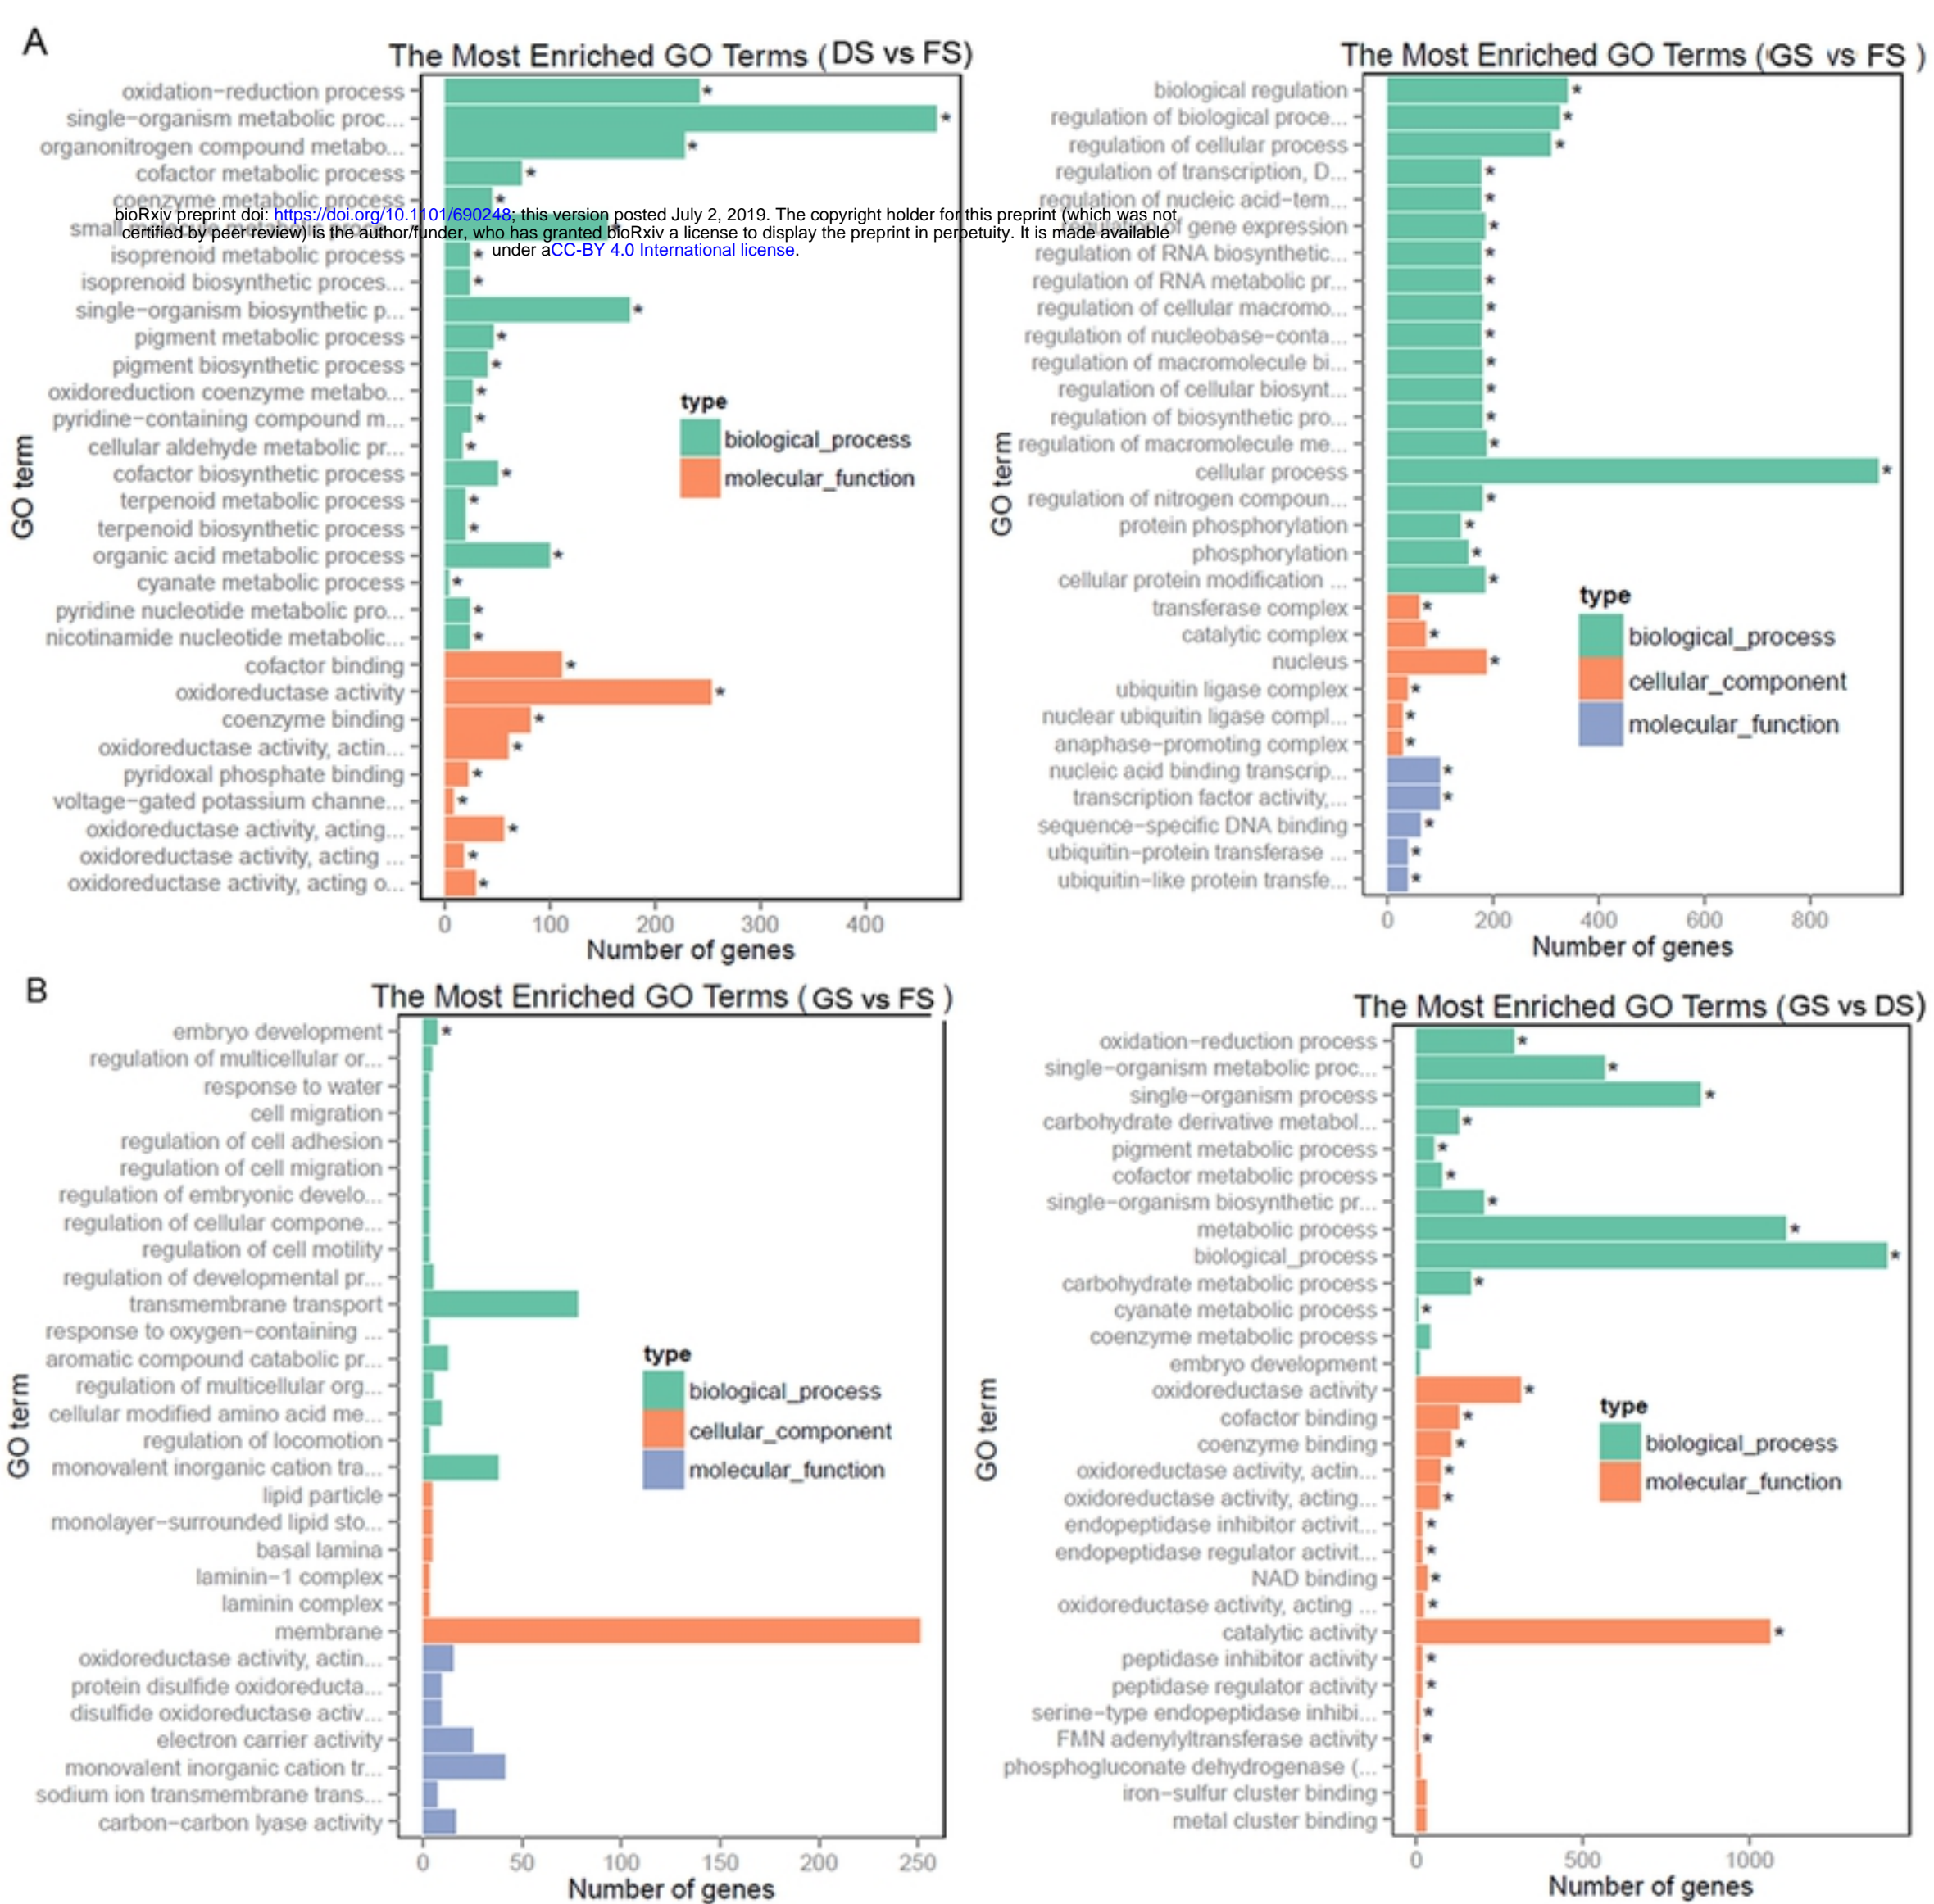 A
The Most Enriched GO Terms (DS vs FS)
oxidation−reduction process
single−organism metabolic proc...
organonitrogen compound metabo...
cofactor metabolic process
coenzyme metabolic process
small molecule metabolic proce...
isoprenoid metabolic process
isoprenoid biosynthetic proces...
single−organism biosynthetic p...
pigment metabolic process
pigment biosynthetic process
oxidoreduction coenzyme metabo...
pyridine−containing compound m...
cellular aldehyde metabolic pr...
cofactor biosynthetic process
terpenoid metabolic process
terpenoid biosynthetic process
organic acid metabolic process
cyanate metabolic process
pyridine nucleotide metabolic pro...
nicotinamide nucleotide metabolic...
cofactor binding
oxidoreductase activity
coenzyme binding
oxidoreductase activity, actin...
pyridoxal phosphate binding
voltage−gated potassium channe...
oxidoreductase activity, acting...
oxidoreductase activity, acting ...
oxidoreductase activity, acting o...
GO term
type
biological_process
molecular_function
0 100 200 300 400
Number of genes
bioRxiv preprint doi: https://doi.org/10.1101/690248; this version posted July 2, 2019. The copyright holder for this preprint (which was not
certified by peer review) is the author/funder, who has granted bioRxiv a license to display the preprint in perpetuity. It is made available
under aCC-BY 4.0 International license.
The Most Enriched GO Terms (GS vs FS )
biological regulation
regulation of biological proce...
regulation of cellular process
regulation of transcription, D...
regulation of nucleic acid−tem...
regulation of gene expression
regulation of RNA biosynthetic...
regulation of RNA metabolic pr...
regulation of cellular macromo...
regulation of nucleobase−conta...
regulation of macromolecule bi...
regulation of cellular biosynt...
regulation of biosynthetic pro...
regulation of macromolecule me...
cellular process
regulation of nitrogen compoun...
protein phosphorylation
phosphorylation
cellular protein modification ...
transferase complex
catalytic complex
nucleus
ubiquitin ligase complex
nuclear ubiquitin ligase compl...
anaphase−promoting complex
nucleic acid binding transcrip...
transcription factor activity,...
sequence−specific DNA binding
ubiquitin−protein transferase ...
ubiquitin−like protein transfe...
GO term
type
biological_process
cellular_component
molecular_function
0 200 400 600 800
Number of genes
B
The Most Enriched GO Terms (GS vs FS )
embryo development
regulation of multicellular or...
response to water
cell migration
regulation of cell adhesion
regulation of cell migration
regulation of embryonic develo...
regulation of cellular compone...
regulation of cell motility
regulation of developmental pr...
transmembrane transport
response to oxygen−containing ...
aromatic compound catabolic pr...
regulation of multicellular org...
cellular modified amino acid me...
regulation of locomotion
monovalent inorganic cation tra...
lipid particle
monolayer−surrounded lipid sto...
basal lamina
laminin−1 complex
laminin complex
membrane
oxidoreductase activity, actin...
protein disulfide oxidoreducta...
disulfide oxidoreductase activ...
electron carrier activity
monovalent inorganic cation tr...
sodium ion transmembrane trans...
carbon−carbon lyase activity
GO term
type
biological_process
cellular_component
molecular_function
0 50 100 150 200 250
Number of genes
The Most Enriched GO Terms (GS vs DS)
oxidation−reduction process
single−organism metabolic proc...
single−organism process
carbohydrate derivative metabol...
pigment metabolic process
cofactor metabolic process
single−organism biosynthetic pr...
metabolic process
biological_process
carbohydrate metabolic process
cyanate metabolic process
coenzyme metabolic process
embryo development
oxidoreductase activity
cofactor binding
coenzyme binding
oxidoreductase activity, actin...
oxidoreductase activity, acting...
endopeptidase inhibitor activit...
endopeptidase regulator activit...
NAD binding
oxidoreductase activity, acting ...
catalytic activity
peptidase inhibitor activity
peptidase regulator activity
serine−type endopeptidase inhibi...
FMN adenylyltransferase activity
phosphogluconate dehydrogenase (...
iron−sulfur cluster binding
metal cluster binding
GO term
type
biological_process
molecular_function
0 500 1000
Number of genes